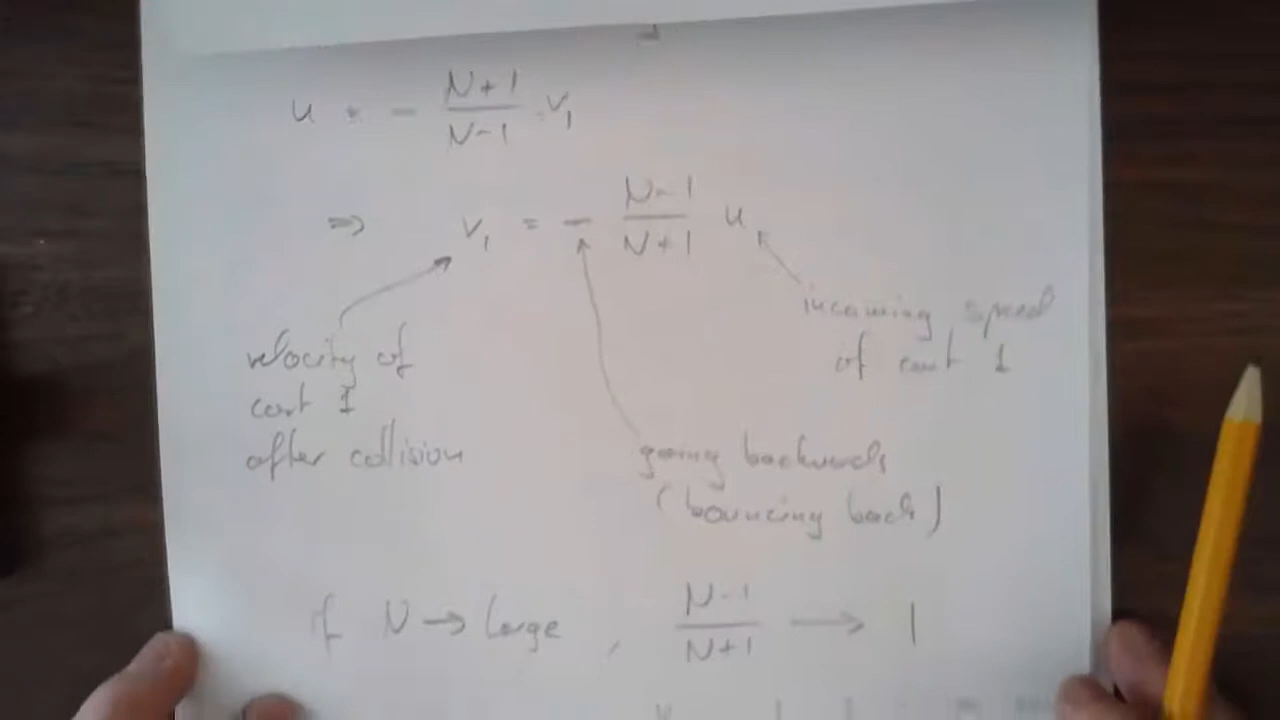 u = - N+1/N-1 · v₁
⇒ v₁ = - N-1/N+1 u
incoming speed
of cart 1
velocity of
cart 1
after collision
going backwards
(bouncing back)
if N → large , N-1/N+1 → 1